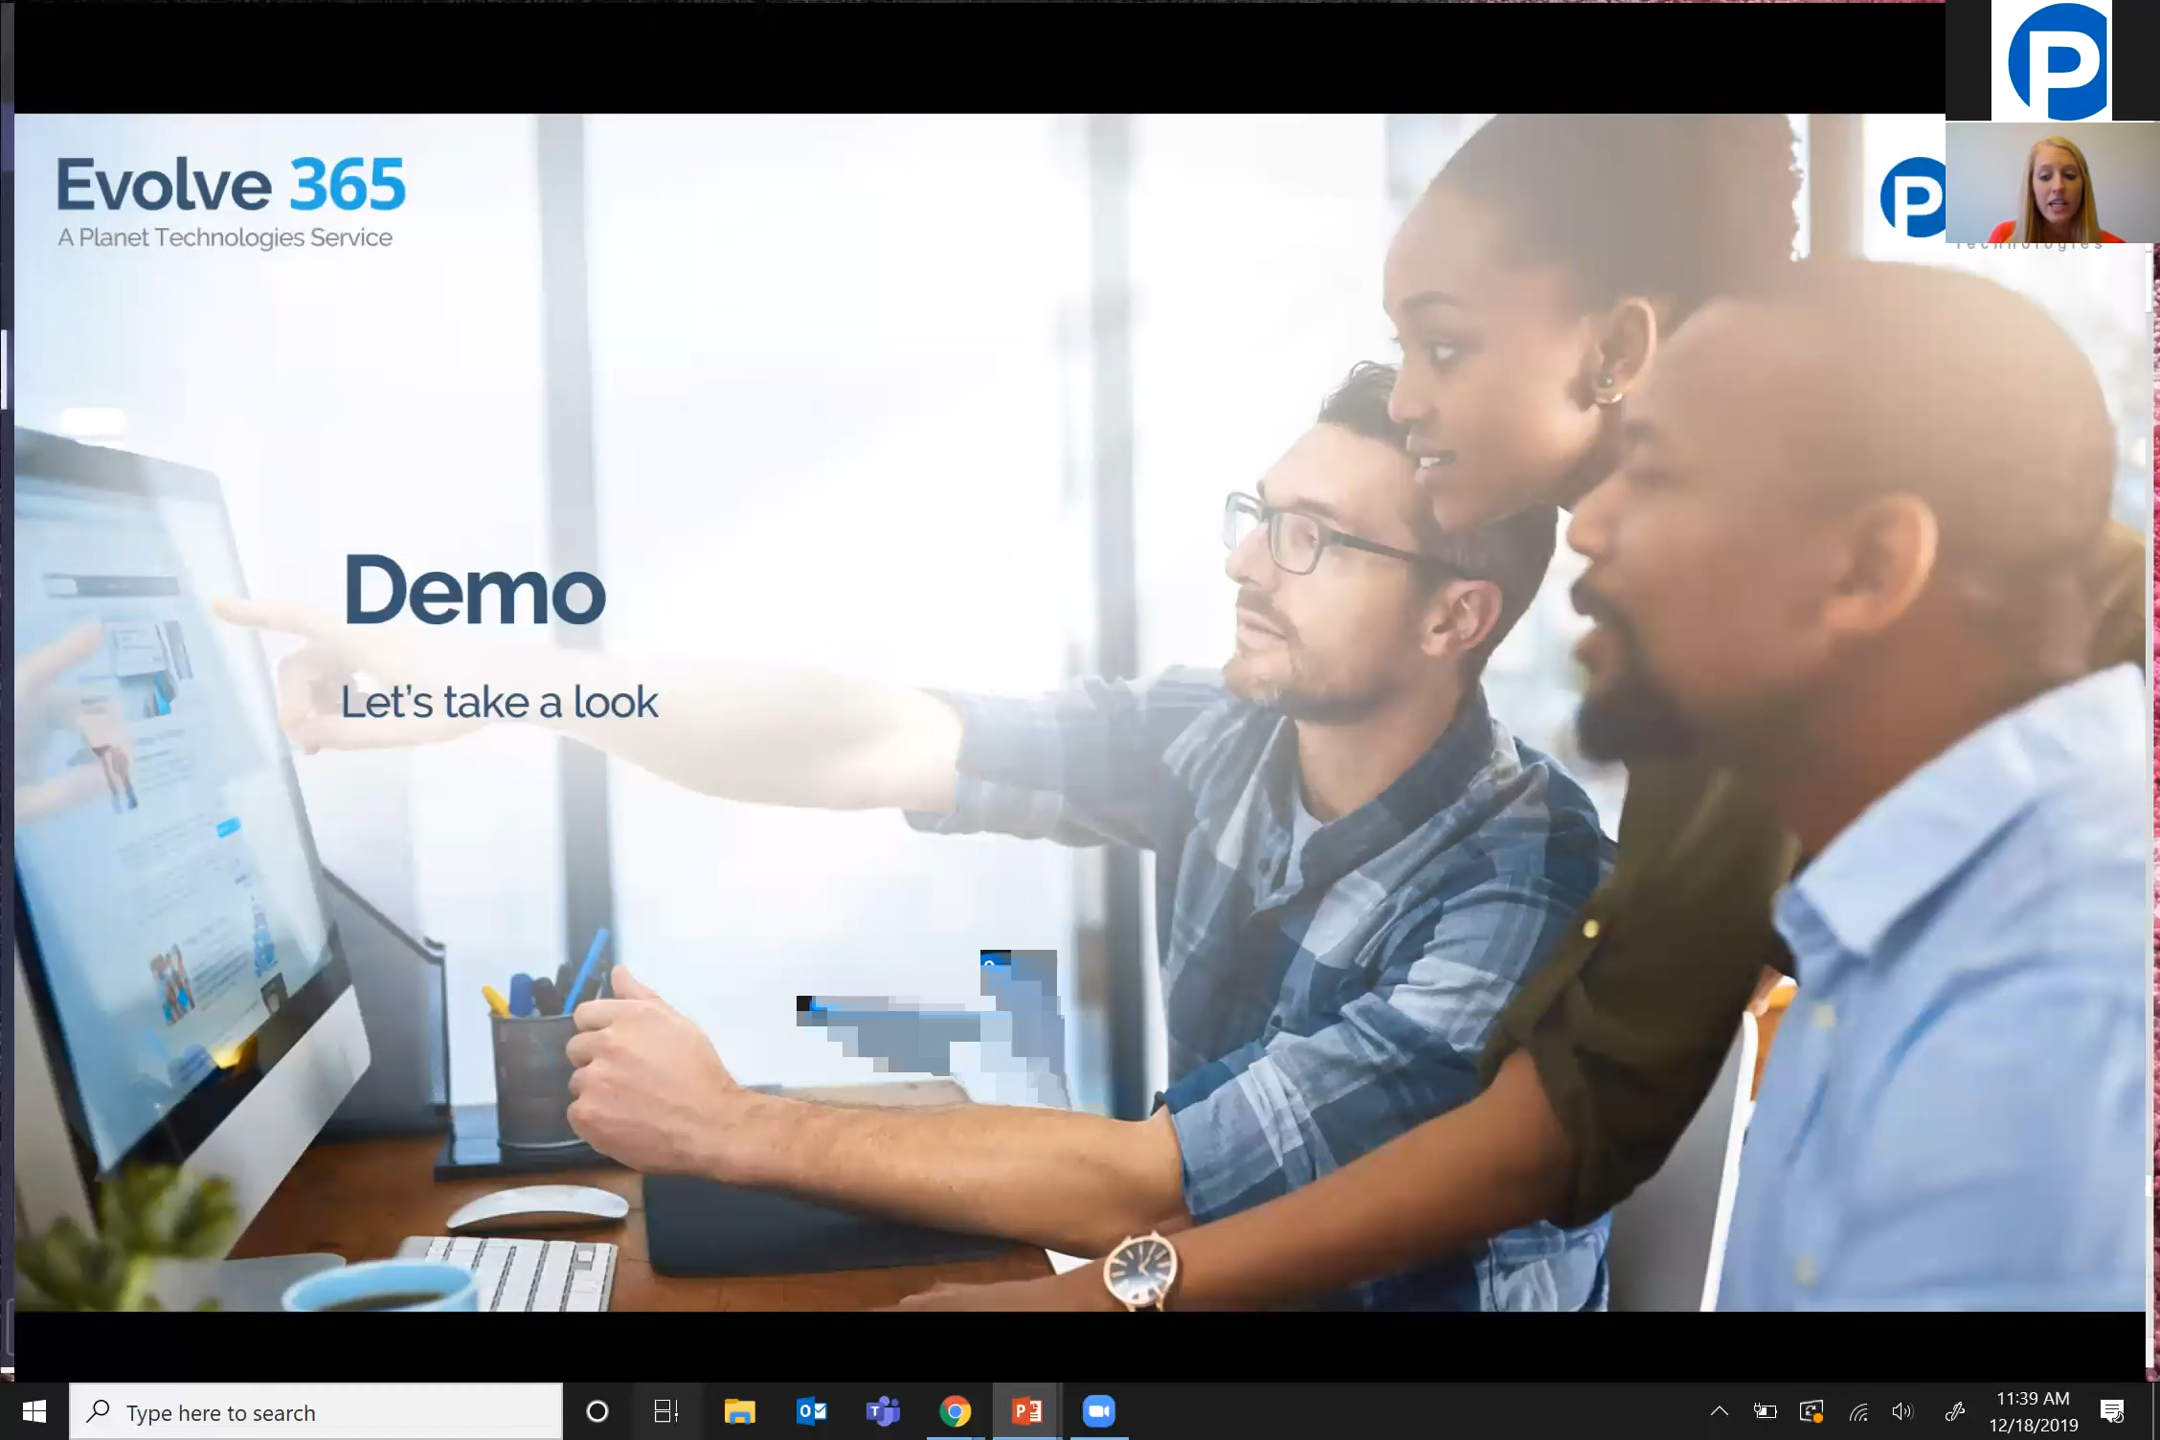 Evolve 365
A Planet Technologies Service
P
P
Technologies
Demo
Let's take a look
Type here to search
11:39 AM
12/18/2019